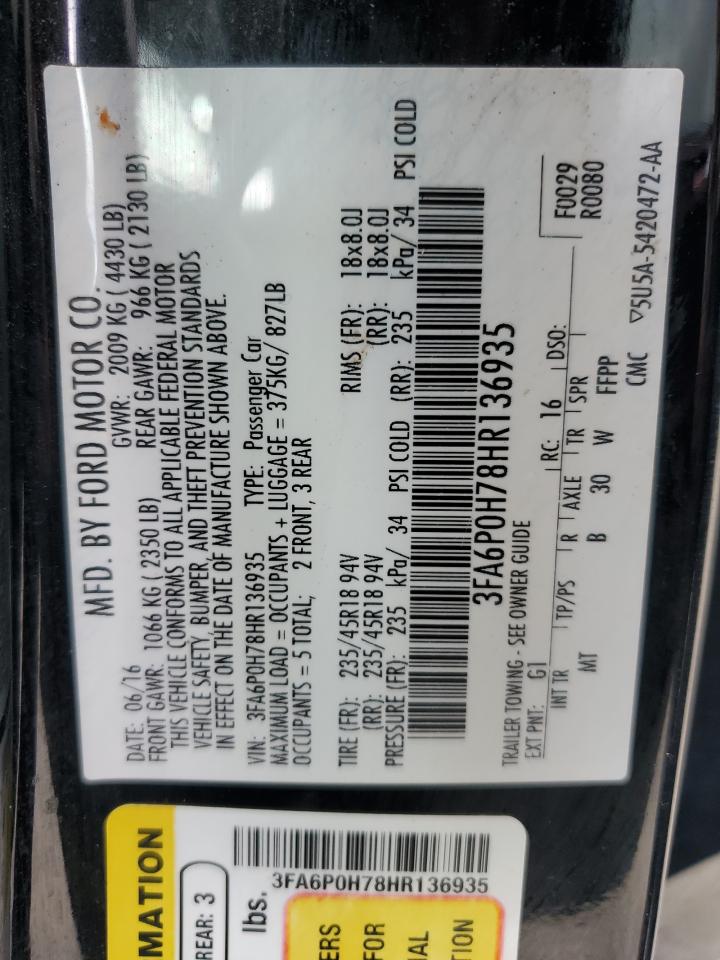 MFD. BY FORD MOTOR CO.
DATE: 06/16 GVWR: 2009 KG ( 4430 LB)
FRONT GAWR: 1066 KG ( 2350 LB) REAR GAWR: 966 KG ( 2130 LB)
THIS VEHICLE CONFORMS TO ALL APPLICABLE FEDERAL MOTOR
VEHICLE SAFETY, BUMPER, AND THEFT PREVENTION STANDARDS
IN EFFECT ON THE DATE OF MANUFACTURE SHOWN ABOVE.
VIN: 3FA6P0H78HR136935 TYPE: Passenger Car
MAXIMUM LOAD = OCCUPANTS + LUGGAGE = 375KG/ 827LB
OCCUPANTS = 5 TOTAL; 2 FRONT, 3 REAR
TIRE (FR): 235/45R18 94V RIMS (FR): 18x8.0J
(RR): 235/45R18 94V (RR): 18x8.0J
PRESSURE (FR): 235 kPa/ 34 PSI COLD (RR): 235 kPa/ 34 PSI COLD
3FA6P0H78HR136935
TRAILER TOWING - SEE OWNER GUIDE
EXT PNT: G1 RC: 16 DSO: F0029
R0080
INT TR TP/PS R AXLE TR SPR
MT B 30 W FFPP
CMC ▽5U5A-5420472-AA
MATION
REAR: 3
lbs.
3FA6P0H78HR136935
ERS
FOR
AL
TION